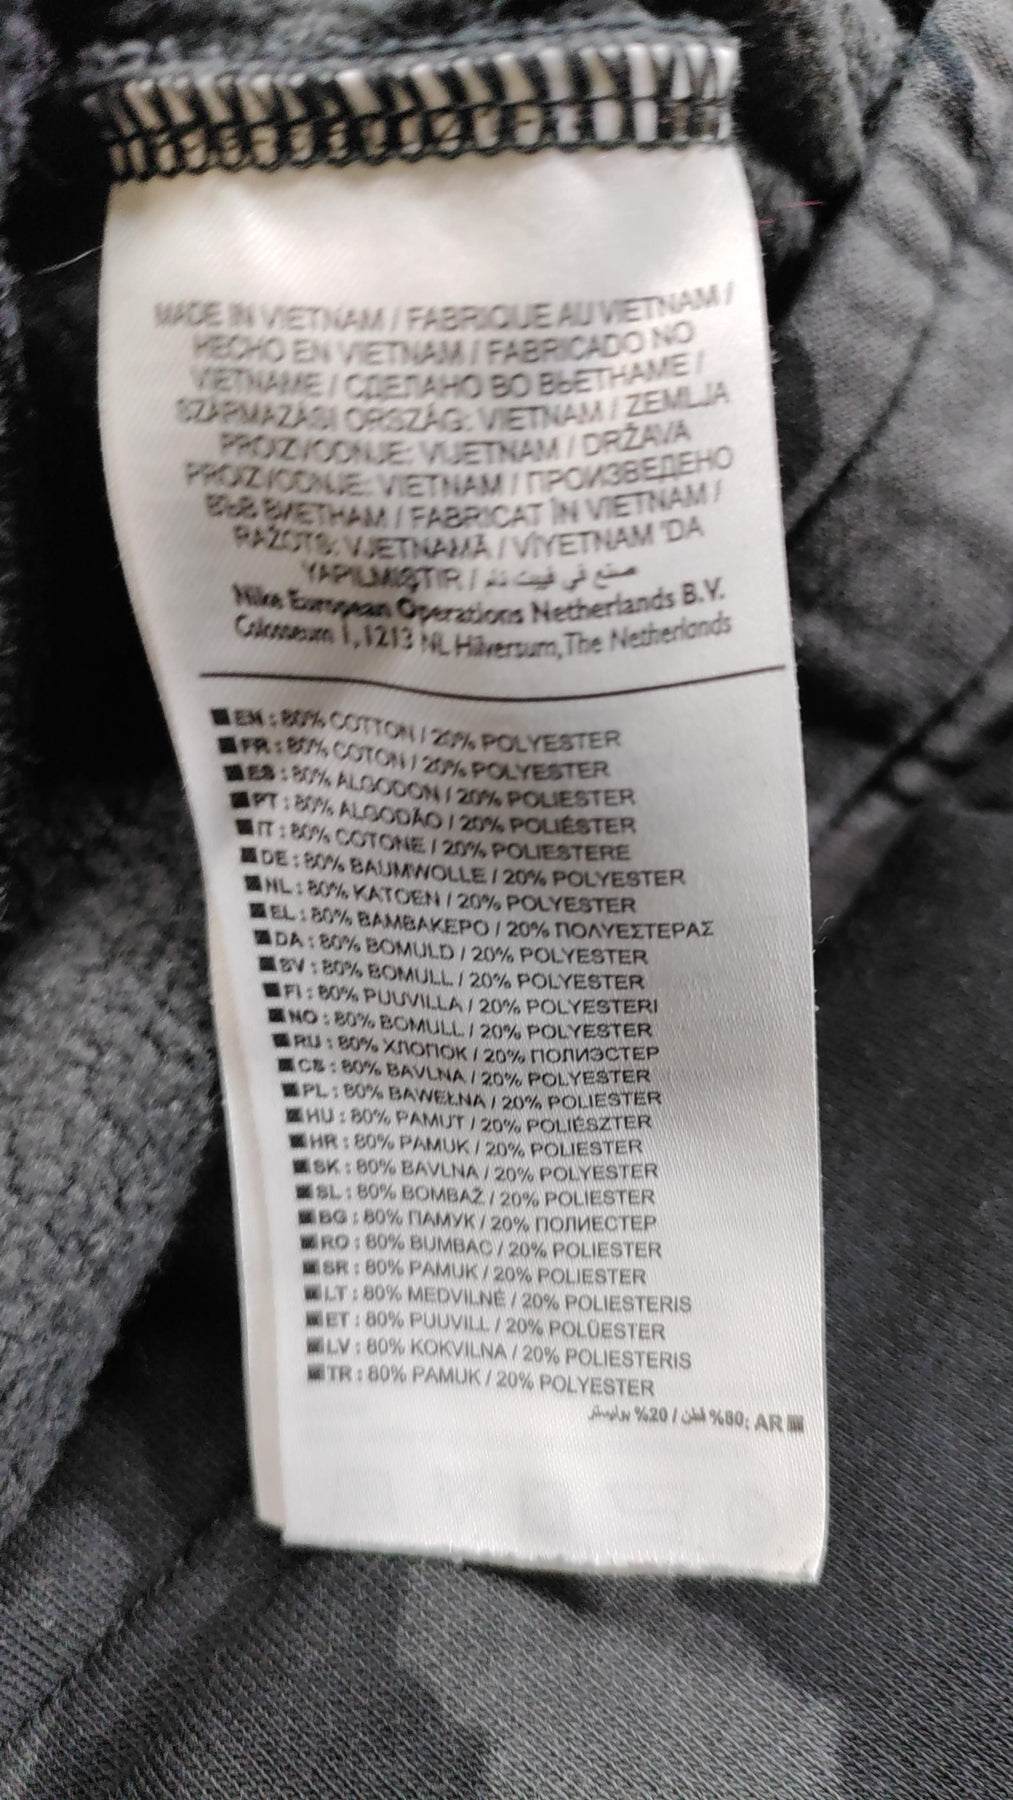 MADE IN VIETNAM / FABRIQUE AU VIETNAM /
HECHO EN VIETNAM / FABRICADO NO
VIETNAME / СДЕЛАНО ВО ВЬЕТНАМЕ /
SZÁRMAZÁSI ORSZÁG: VIETNAM / ZEMLJA
PROIZVODNJE: VIJETNAM / DRŽAVA
PROIZVODNJE: VIETNAM / ПРОИЗВЕДЕНО
ВЪВ ВИЕТНАМ / FABRICAT ÎN VIETNAM /
RAŽOTS: VJETNAMĀ / VİYETNAM 'DA
YAPILMIŞTIR / صنع في فييت نام
Nike European Operations Netherlands B.V.
Colosseum 1, 1213 NL Hilversum, The Netherlands
EN : 80% COTTON / 20% POLYESTER
FR : 80% COTON / 20% POLYESTER
ES : 80% ALGODON / 20% POLIESTER
PT : 80% ALGODÃO / 20% POLIÉSTER
IT : 80% COTONE / 20% POLIESTERE
DE : 80% BAUMWOLLE / 20% POLYESTER
NL : 80% KATOEN / 20% POLYESTER
EL : 80% ΒΑΜΒΑΚΕΡΟ / 20% ΠΟΛΥΕΣΤΕΡΑΣ
DA : 80% BOMULD / 20% POLYESTER
SV : 80% BOMULL / 20% POLYESTER
FI : 80% PUUVILLA / 20% POLYESTERI
NO : 80% BOMULL / 20% POLYESTER
RU : 80% ХЛОПОК / 20% ПОЛИЭСТЕР
CS : 80% BAVLNA / 20% POLYESTER
PL : 80% BAWEŁNA / 20% POLIESTER
HU : 80% PAMUT / 20% POLIÉSZTER
HR : 80% PAMUK / 20% POLIESTER
SK : 80% BAVLNA / 20% POLYESTER
SL : 80% BOMBAŽ / 20% POLIESTER
BG : 80% ПАМУК / 20% ПОЛИЕСТЕР
RO : 80% BUMBAC / 20% POLIESTER
SR : 80% PAMUK / 20% POLIESTER
LT : 80% MEDVILNĖ / 20% POLIESTERIS
ET : 80% PUUVILL / 20% POLÜESTER
LV : 80% KOKVILNA / 20% POLIESTERIS
TR : 80% PAMUK / 20% POLYESTER
AR :80% قطن / 20% بوليستر